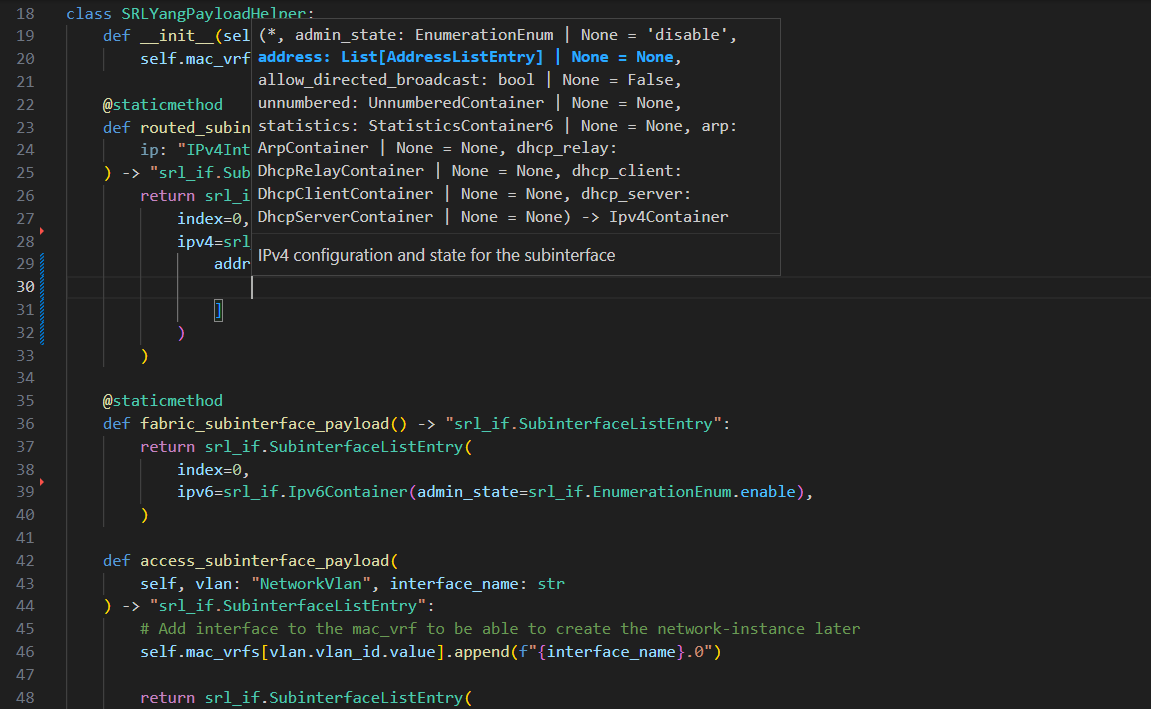 18 class SRLYangPayloadHelper:
19 def __init__(sel
20 self.mac_vrf
21
22 @staticmethod
23 def routed_subin
24 ip: "IPv4Int
25 ) -> "srl_if.Sub
26 return srl_i
27 index=0,
28 ipv4=srl
29 addr
30
31 ]
32 )
33 )
34
35 @staticmethod
36 def fabric_subinterface_payload() -> "srl_if.SubinterfaceListEntry":
37 return srl_if.SubinterfaceListEntry(
38 index=0,
39 ipv6=srl_if.Ipv6Container(admin_state=srl_if.EnumerationEnum.enable),
40 )
41
42 def access_subinterface_payload(
43 self, vlan: "NetworkVlan", interface_name: str
44 ) -> "srl_if.SubinterfaceListEntry":
45 # Add interface to the mac_vrf to be able to create the network-instance later
46 self.mac_vrfs[vlan.vlan_id.value].append(f"{interface_name}.0")
47
48 return srl_if.SubinterfaceListEntry(
(*, admin_state: EnumerationEnum | None = 'disable',
address: List[AddressListEntry] | None = None,
allow_directed_broadcast: bool | None = False,
unnumbered: UnnumberedContainer | None = None,
statistics: StatisticsContainer6 | None = None, arp:
ArpContainer | None = None, dhcp_relay:
DhcpRelayContainer | None = None, dhcp_client:
DhcpClientContainer | None = None, dhcp_server:
DhcpServerContainer | None = None) -> Ipv4Container
IPv4 configuration and state for the subinterface